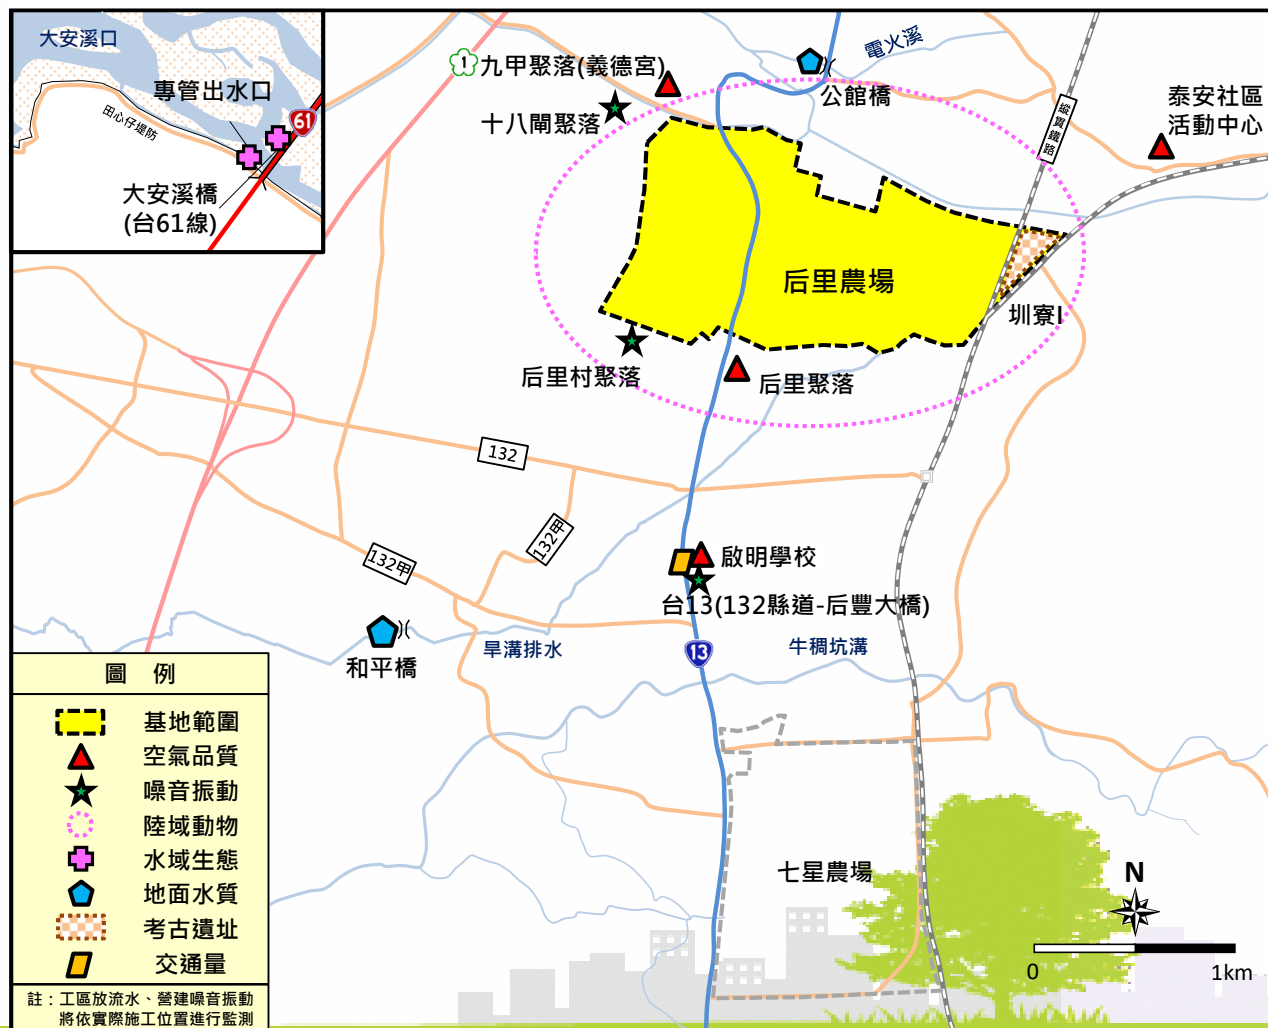 大安溪口
專管出水口
田心仔堤防
61
大安溪橋
(台61線)
1
九甲聚落(義德宮)
十八閘聚落
電火溪
公館橋
縱貫鐵路
泰安社區
活動中心
后里農場
圳寮I
后里村聚落
后里聚落
132
132甲
132甲
啟明學校
台13(132縣道-后豐大橋)
和平橋
旱溝排水
13
牛稠坑溝
七星農場
N
0
1km
圖 例
基地範圍
空氣品質
噪音振動
陸域動物
水域生態
地面水質
考古遺址
交通量
註：工區放流水、營建噪音振動
將依實際施工位置進行監測